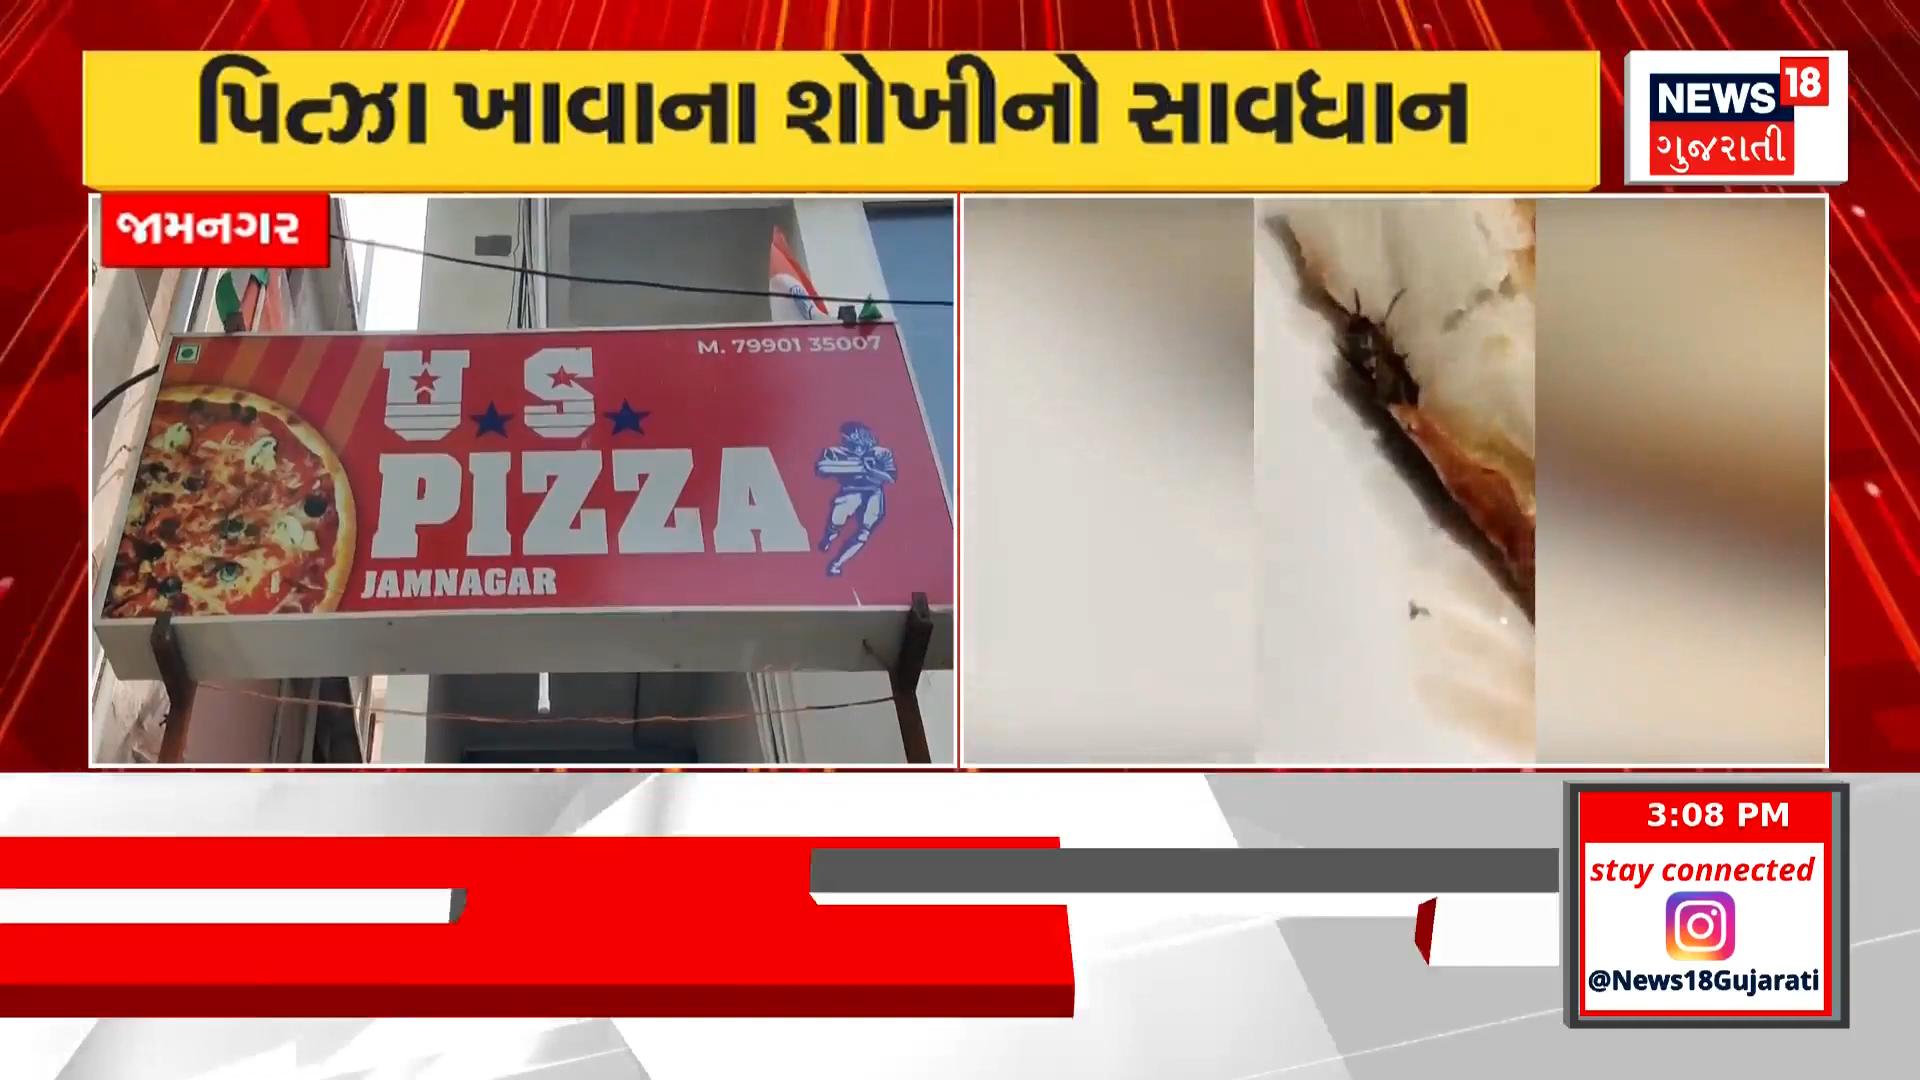 પિત્ઝા ખાવાના શોખીનો સાવધાન
NEWS 18
ગુજરાતી
જામનગર
M. 79901 35007
U.S.
PIZZA
JAMNAGAR
3:08 PM
stay connected
@News18Gujarati